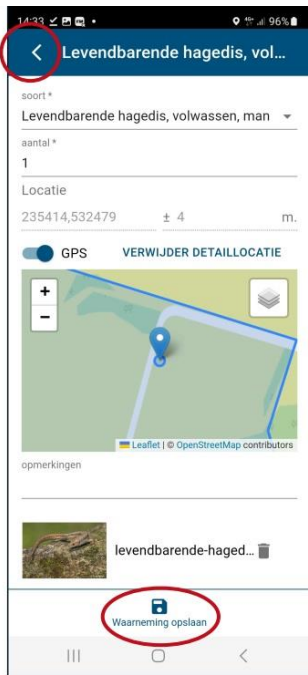 14:33
96%
Levendbarende hagedis, vol...
soort *
Levendbarende hagedis, volwassen, man
aantal *
1
Locatie
235414,532479 ± 4 m.
GPS VERWIJDER DETAILLOCATIE
+
−
Leaflet | © OpenStreetMap contributors
opmerkingen
levendbarende-haged...
Waarneming opslaan